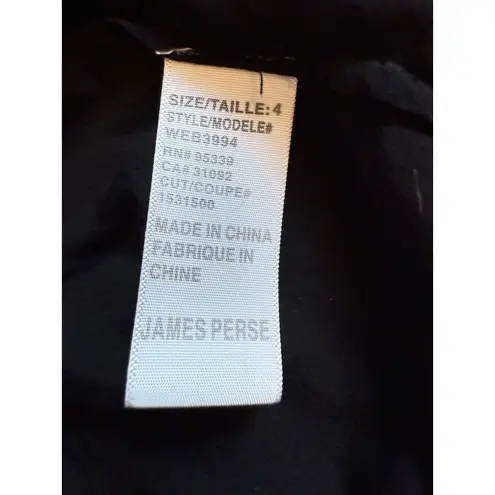 SIZE/TAILLE: 4
STYLE/MODELE#
WEB3994
RN# 95339
CA# 31092
CUT/COUPE#
1531500
MADE IN CHINA
FABRIQUE IN
CHINE
JAMES PERSE